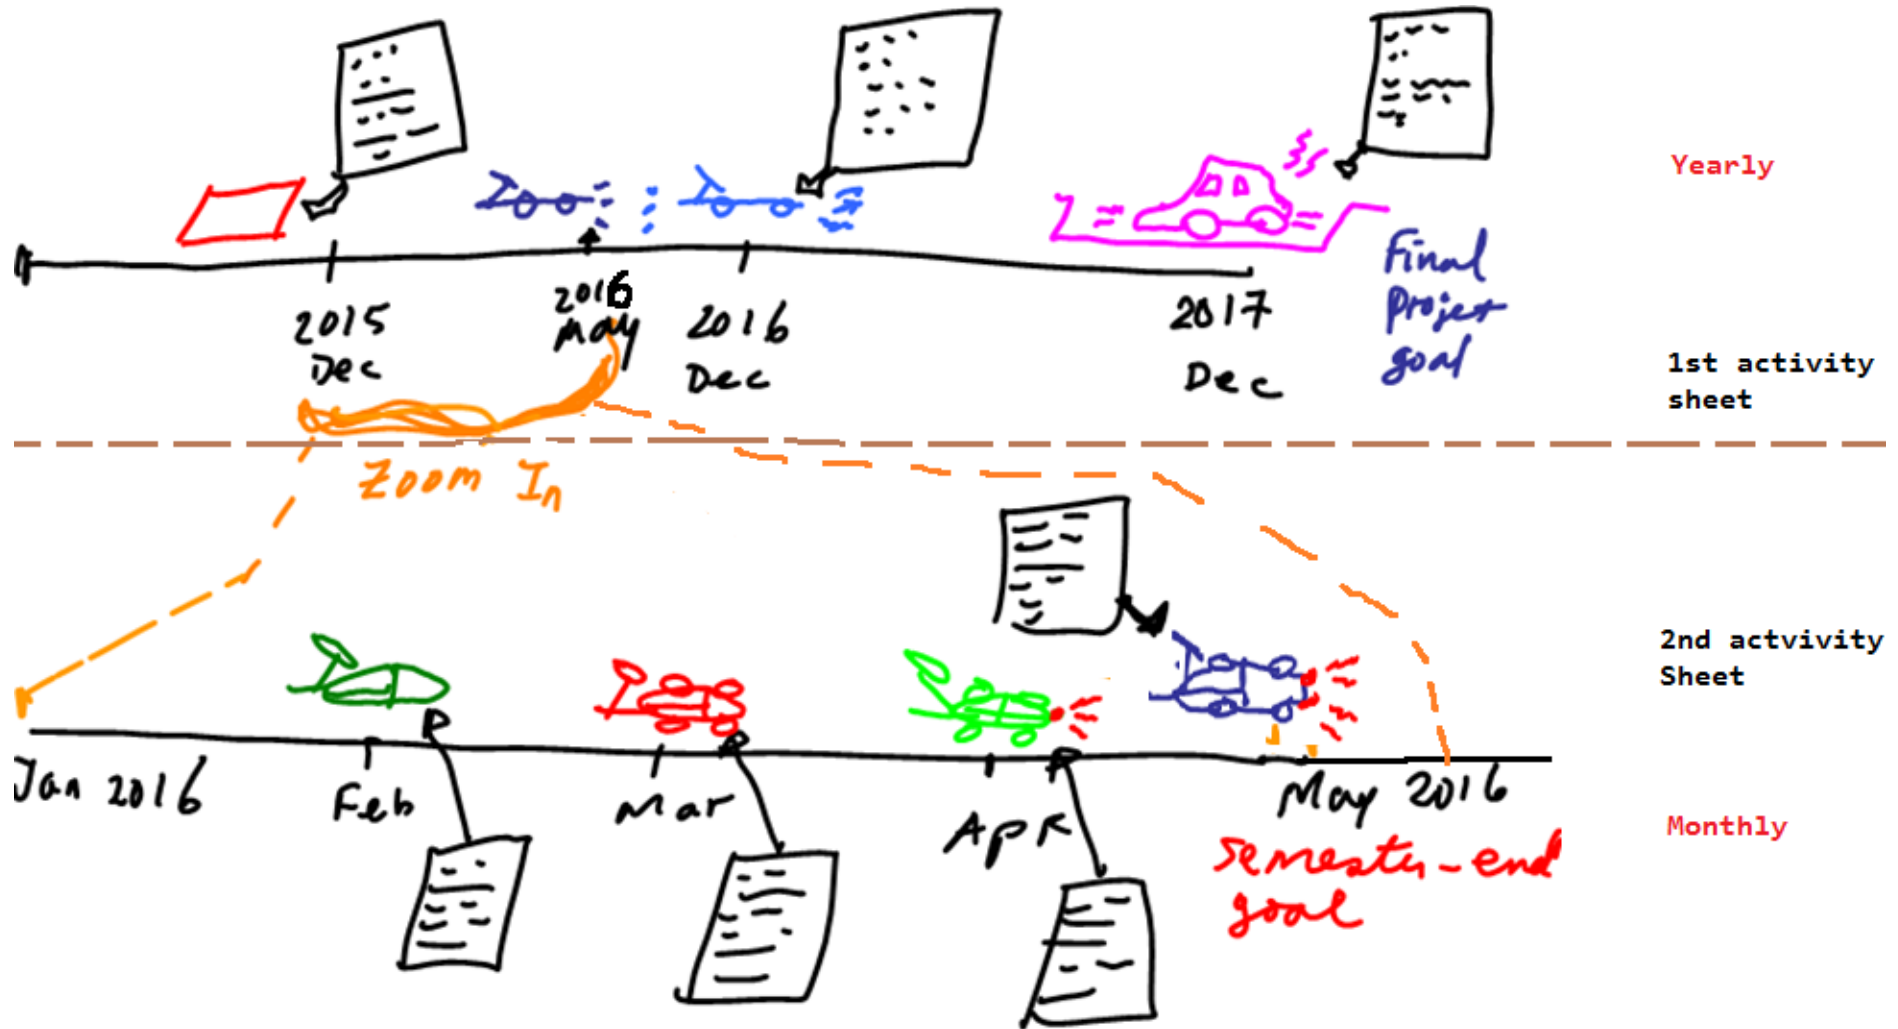 Yearly
2015
Dec
2016
May
2016
Dec
2017
Dec
Final
Project
goal
1st activity
sheet
Zoom In
2nd actvivity
Sheet
Jan 2016
Feb
Mar
Apr
May 2016
Monthly
Semester-end
goal